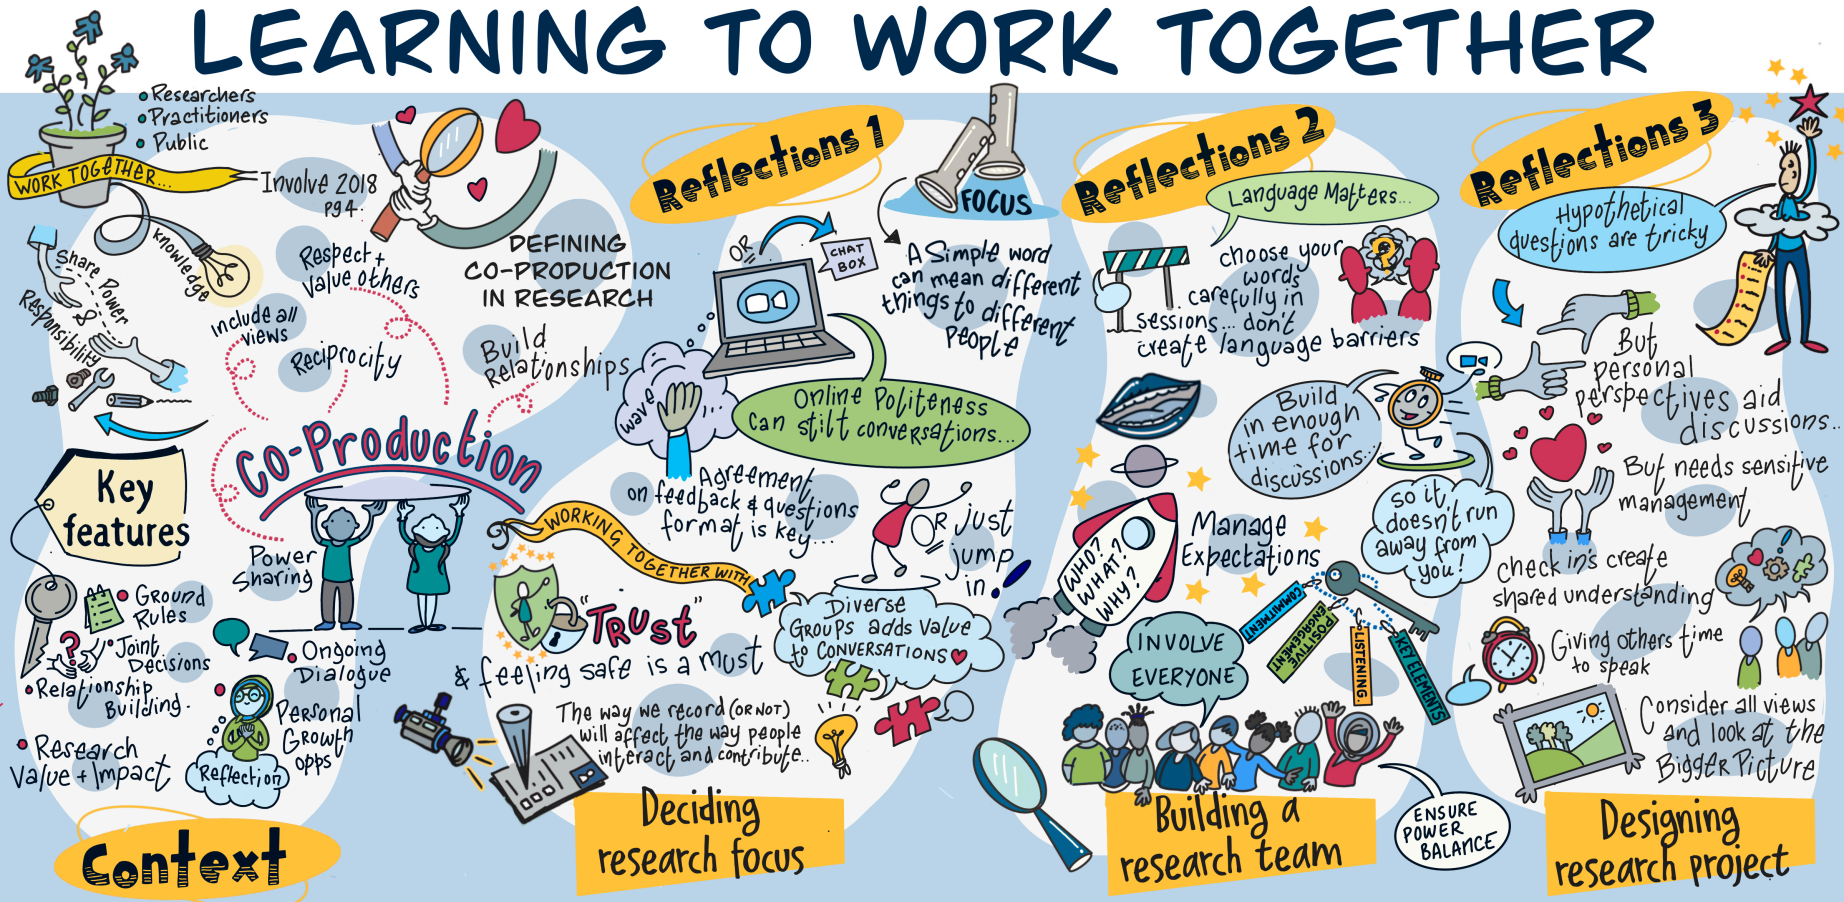 LEARNING TO WORK TOGETHER
• Researchers
• Practitioners
• Public
WORK TOGETHER...
Involve 2018
pg 4.
Knowledge
Share Power
&
Responsibility
Respect +
Value others
Include all
views
Reciprocity
DEFINING
CO-PRODUCTION
IN RESEARCH
Build
Relationships
Co-Production
Power
Sharing
Key
features
• Ground
Rules
• Joint
Decisions
• Relationship
Building.
• Research
Value + Impact
• Ongoing
Dialogue
• Personal
Growth
opps
Reflection
Context
Reflections 1
FOCUS
A Simple word
can mean different
things to different
People
OR
CHAT
BOX
wave
Online Politeness
can stilt conversations...
Agreement
on feedback & questions
format is key...
OR just
jump
in!
WORKING TOGETHER WITH
"TRUST"
& feeling safe is a must
Diverse
GROUPS adds Value
to CONVERSATIONS
The way we record (OR NOT)
will affect the way people
interact and contribute..
Deciding
research focus
Reflections 2
Language Matters...
choose your
words
carefully in
sessions... don't
create language barriers
Build
in enough
time for
discussions...
so it
doesn't run
away from
you!
Manage
Expectations
WHO?
WHAT?
WHY?
COMMITMENT
POSITIVE
ENGAGEMENT
LISTENING
KEY ELEMENTS
INVOLVE
EVERYONE
ENSURE
POWER
BALANCE
Building a
research team
Reflections 3
Hypothetical
questions are tricky
But
personal
perspectives aid
discussions...
But needs sensitive
management
check in's create
shared understanding
Giving others time
to speak
Consider all views
and look at the
Bigger Picture
Designing
research project